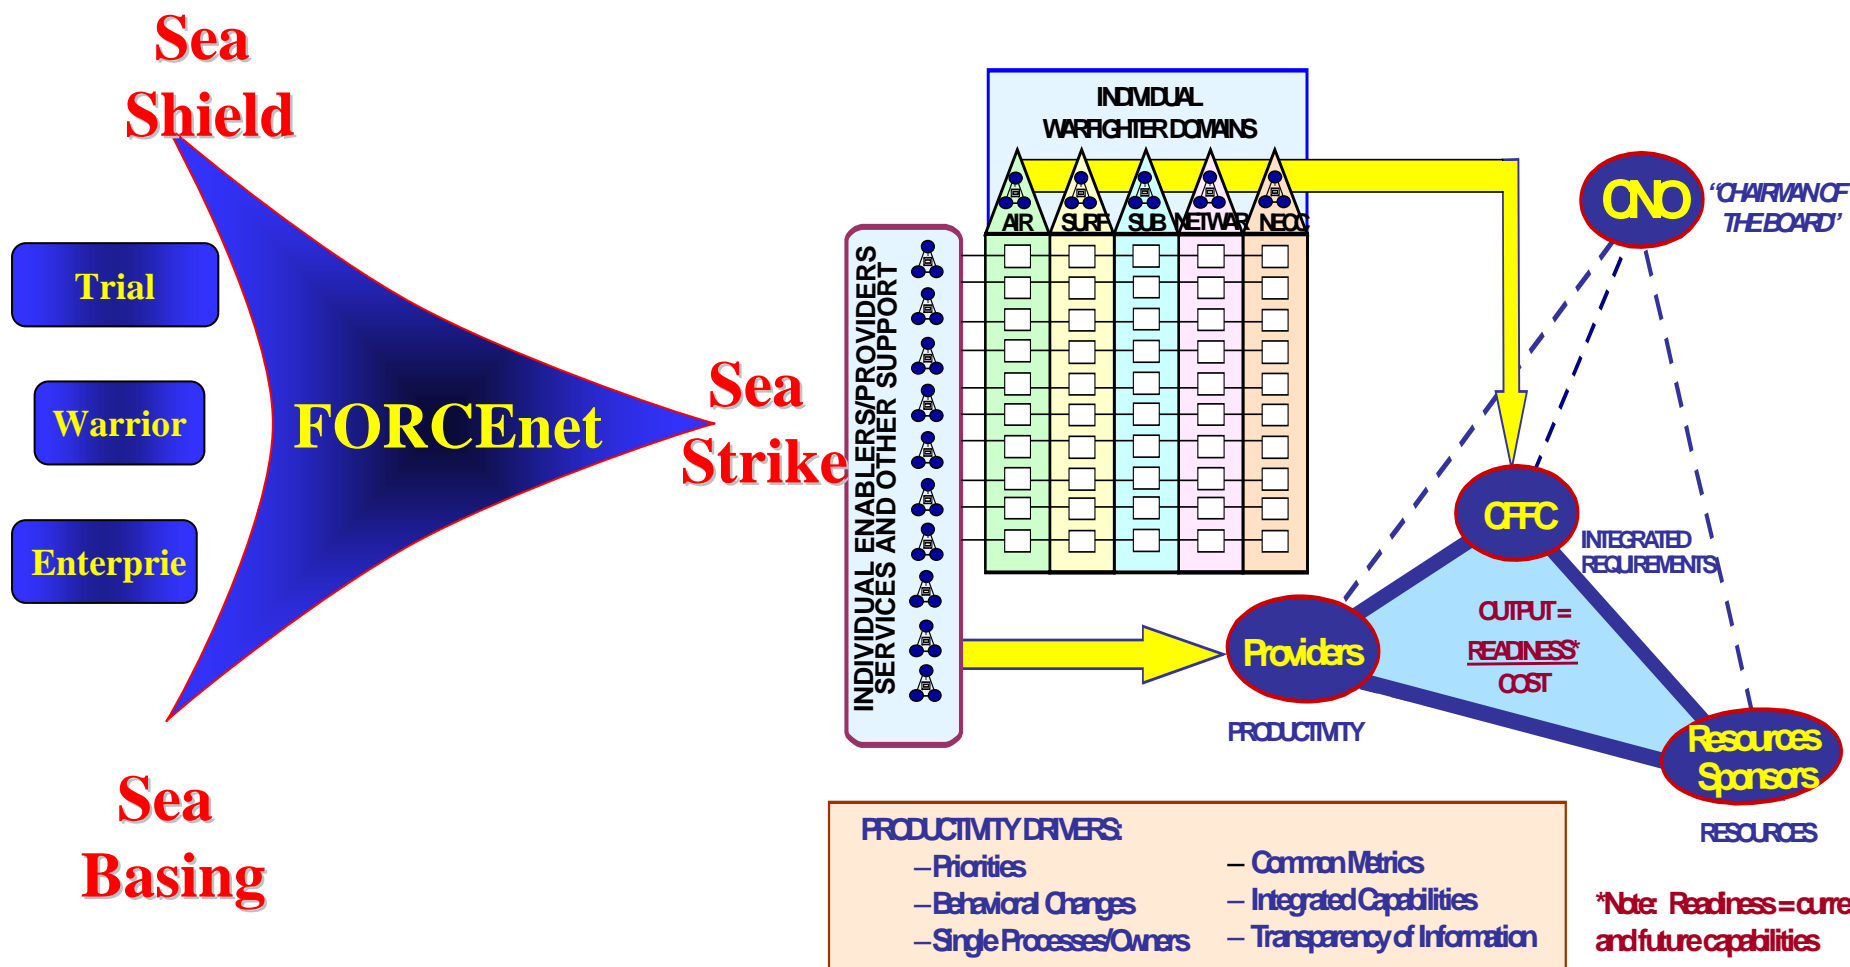 Sea
Shield
Trial
Warrior
Enterprie
FORCEnet
Sea
Strike
Sea
Basing
INDIVIDUAL ENABLERS/PROVIDERS
SERVICES AND OTHER SUPPORT
INDIVIDUAL
WARFIGHTER DOMAINS
AIR
SURF
SUB
NETWAR
NECC
CNO
"CHAIRMAN OF
THE BOARD"
CFFC
INTEGRATED
REQUIREMENTS
OUTPUT =
READINESS*
COST
Providers
PRODUCTIVITY
Resources
Sponsors
RESOURCES
PRODUCTIVITY DRIVERS:
– Priorities
– Behavioral Changes
– Single Processes/Owners
– Common Metrics
– Integrated Capabilities
– Transparency of Information
*Note: Readiness = curre
and future capabilities